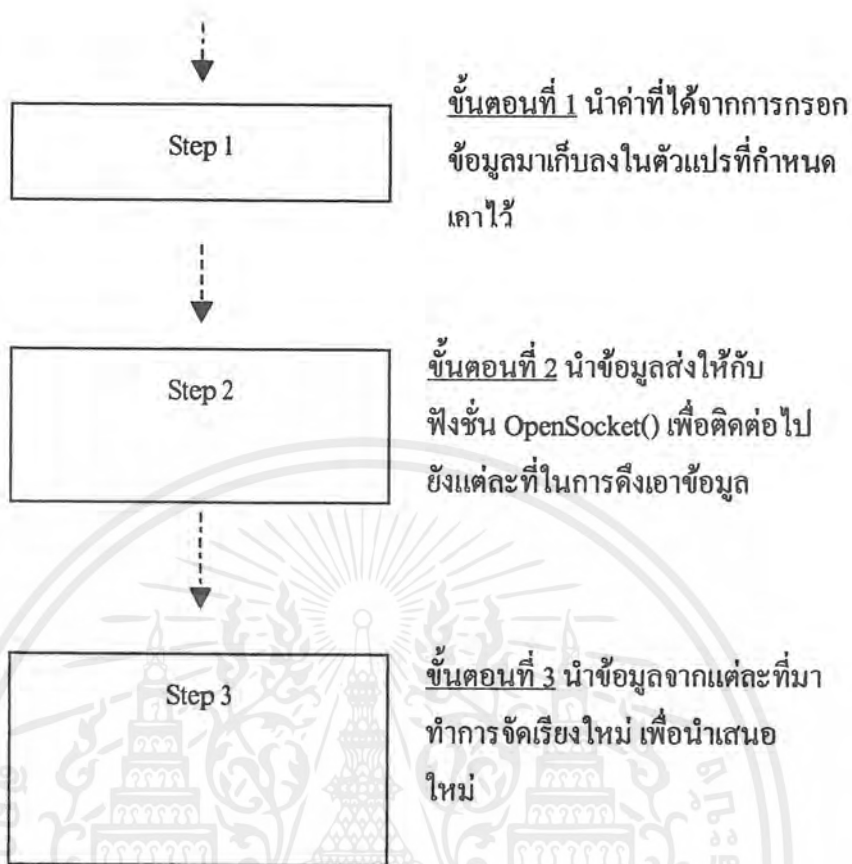 Step 1
ขั้นตอนที่ 1 นำค่าที่ได้จากการกรอก
ข้อมูลมาเก็บลงในตัวแปรที่กำหนด
เคาไว้
Step 2
ขั้นตอนที่ 2 นำข้อมูลส่งให้กับ
ฟังชั่น OpenSocket() เพื่อติดต่อไป
ยังแต่ละที่ในการดึงเอาข้อมูล
Step 3
ขั้นตอนที่ 3 นำข้อมูลจากแต่ละที่มา
ทำการจัดเรียงใหม่ เพื่อนำเสนอ
ใหม่